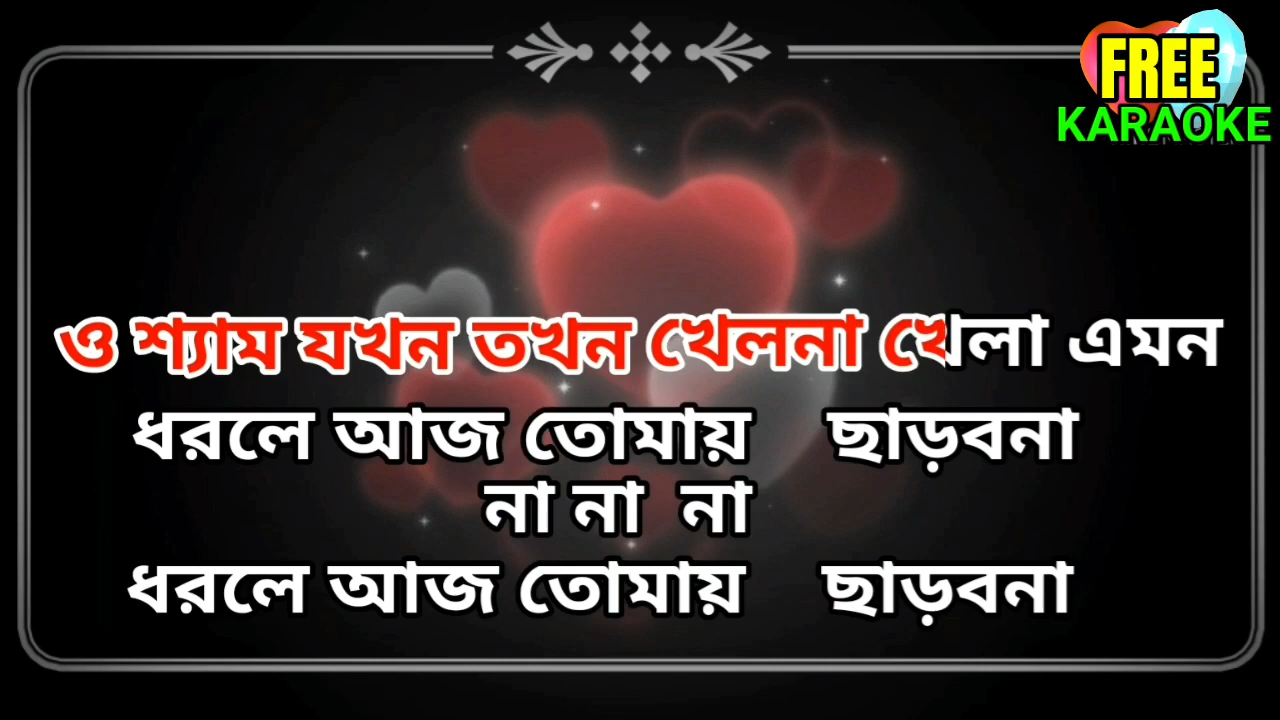 FREE
KARAOKE
ও শ্যাম যখন তখন খেলনা খেলা এমন
ধরলে আজ তোমায় ছাড়বনা
না না না
ধরলে আজ তোমায় ছাড়বনা